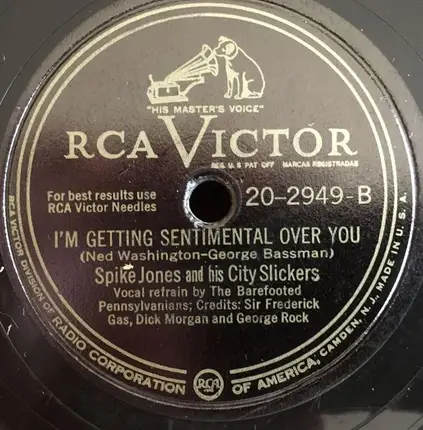 "HIS MASTER'S VOICE"
RCA VICTOR
REG. U.S. PAT. OFF. MARCAS REGISTRADAS
For best results use
RCA Victor Needles
20-2949-B
I'M GETTING SENTIMENTAL OVER YOU
(Ned Washington-George Bassman)
Spike Jones and his City Slickers
Vocal refrain by The Barefooted
Pennsylvanians; Credits: Sir Frederick
Gas, Dick Morgan and George Rock
RCA VICTOR DIVISION OF RADIO CORPORATION OF AMERICA, CAMDEN, N.J., MADE IN U.S.A.
RCA